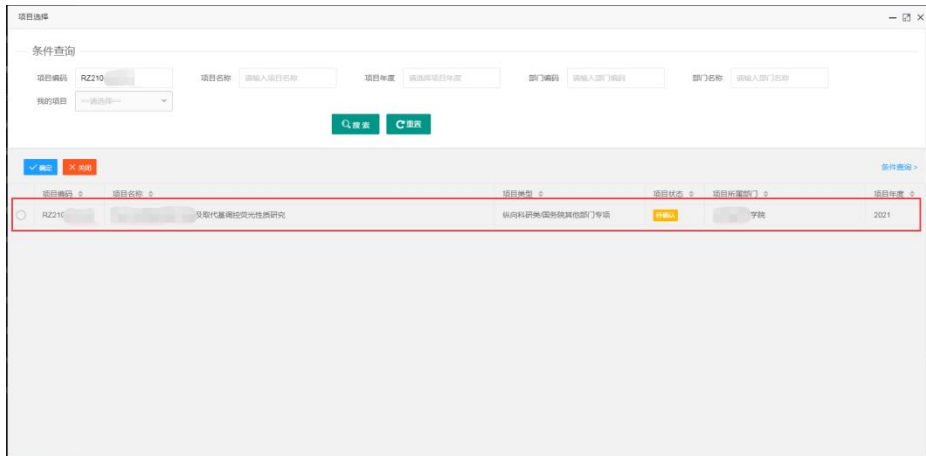 项目选择
条件查询
项目编码 RZ210 项目名称 请输入项目名称 项目年度 请选择项目年度 部门编码 请输入部门编码 部门名称 请输入部门名称
我的项目 —请选择—
搜索 重置
确定 关闭 条件查询 >
项目编码 项目名称 项目类型 项目状态 项目所属部门 项目年度
RZ210 及取代基调控荧光性质研究 纵向科研类/国务院其他部门专项 待确认 学院 2021